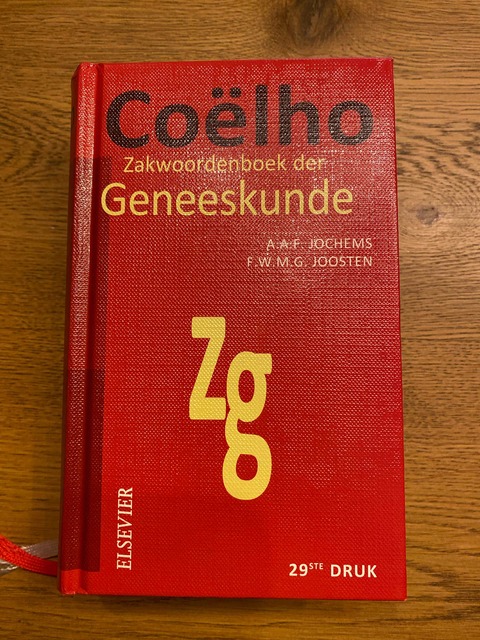 Coëlho
Zakwoordenboek der
Geneeskunde
A.A.F. JOCHEMS
F.W.M.G. JOOSTEN
Zg
ELSEVIER
29STE DRUK